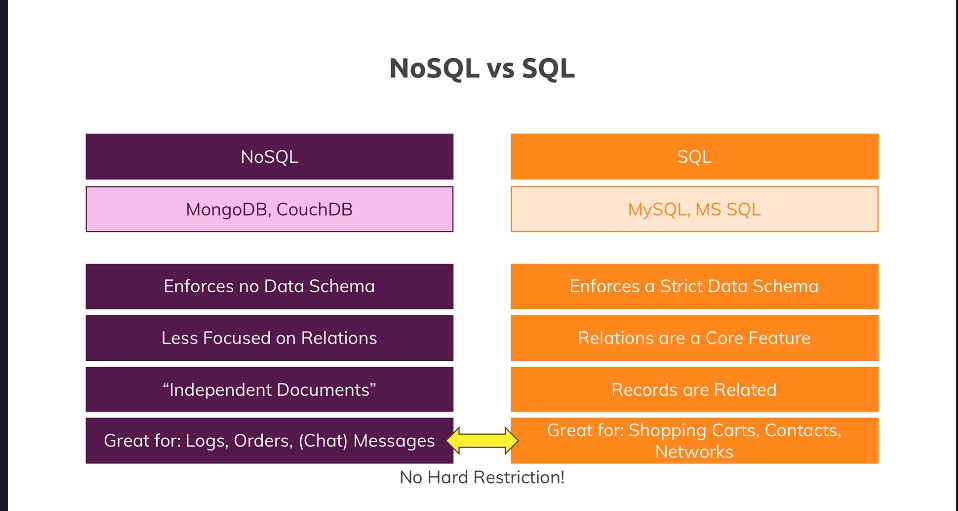 NoSQL vs SQL
NoSQL
SQL
MongoDB, CouchDB
MySQL, MS SQL
Enforces no Data Schema
Enforces a Strict Data Schema
Less Focused on Relations
Relations are a Core Feature
“Independent Documents”
Records are Related
Great for: Logs, Orders, (Chat) Messages
Great for: Shopping Carts, Contacts,
Networks
No Hard Restriction!